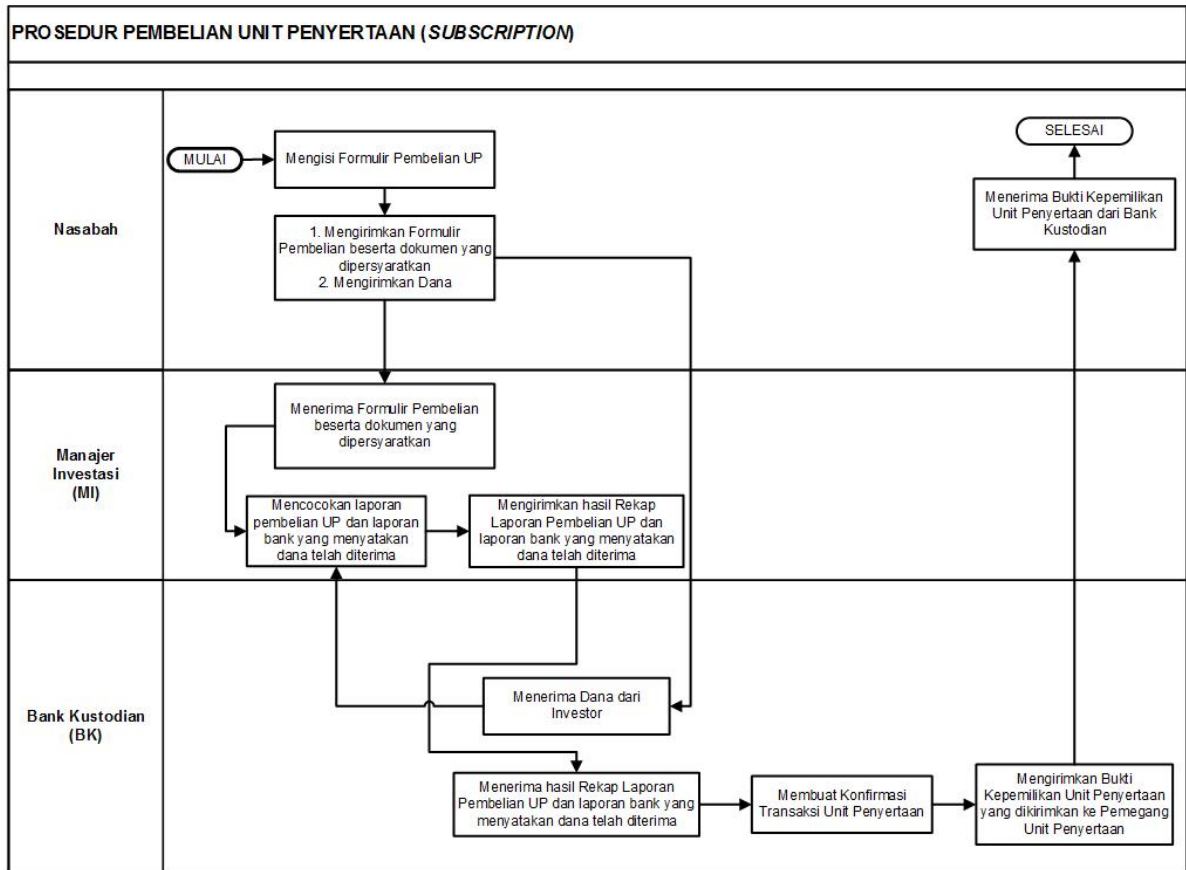 PROSEDUR PEMBELIAN UNIT PENYERTAAN (SUBSCRIPTION)
Nasabah
MULAI
Mengisi Formulir Pembelian UP
1. Mengirimkan Formulir
Pembelian beserta dokumen yang
dipersyaratkan
2. Mengirimkan Dana
SELESAI
Menerima Bukti Kepemilikan
Unit Penyertaan dari Bank
Kustodian
Manajer
Investasi
(MI)
Menerima Formulir Pembelian
beserta dokumen yang
dipersyaratkan
Mencocokan laporan
pembelian UP dan laporan
bank yang menyatakan
dana telah diterima
Mengirimkan hasil Rekap
Laporan Pembelian UP dan
laporan bank yang menyatakan
dana telah diterima
Bank Kustodian
(BK)
Menerima Dana dari
Investor
Menerima hasil Rekap Laporan
Pembelian UP dan laporan bank yang
menyatakan dana telah diterima
Membuat Konfirmasi
Transaksi Unit Penyertaan
Mengirimkan Bukti
Kepemilikan Unit Penyertaan
yang dikirimkan ke Pemegang
Unit Penyertaan